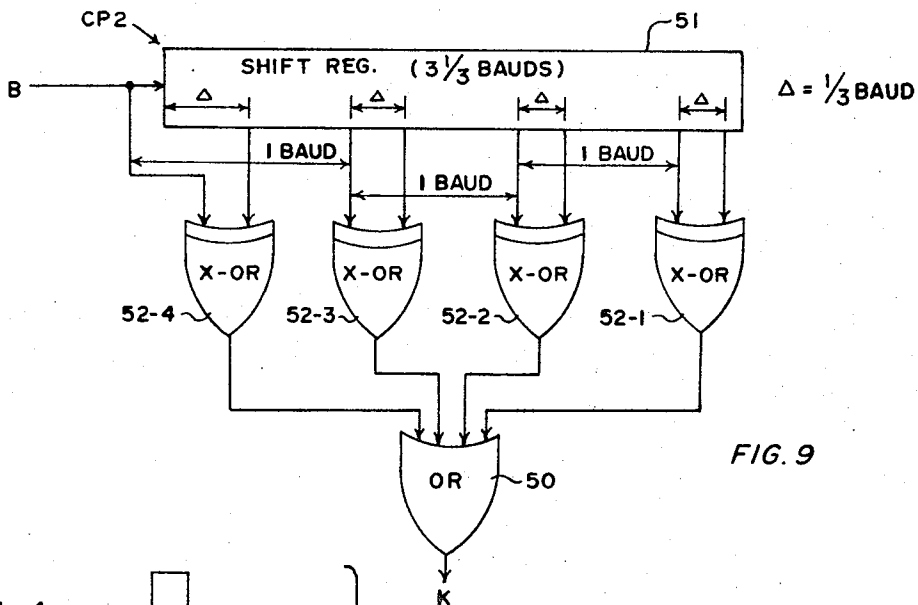 CP2
51
SHIFT REG. (3 1/3 BAUDS)
B
Δ Δ Δ Δ
Δ = 1/3 BAUD
1 BAUD 1 BAUD
1 BAUD
X-OR X-OR X-OR X-OR
52-4 52-3 52-2 52-1
OR 50
FIG. 9
K